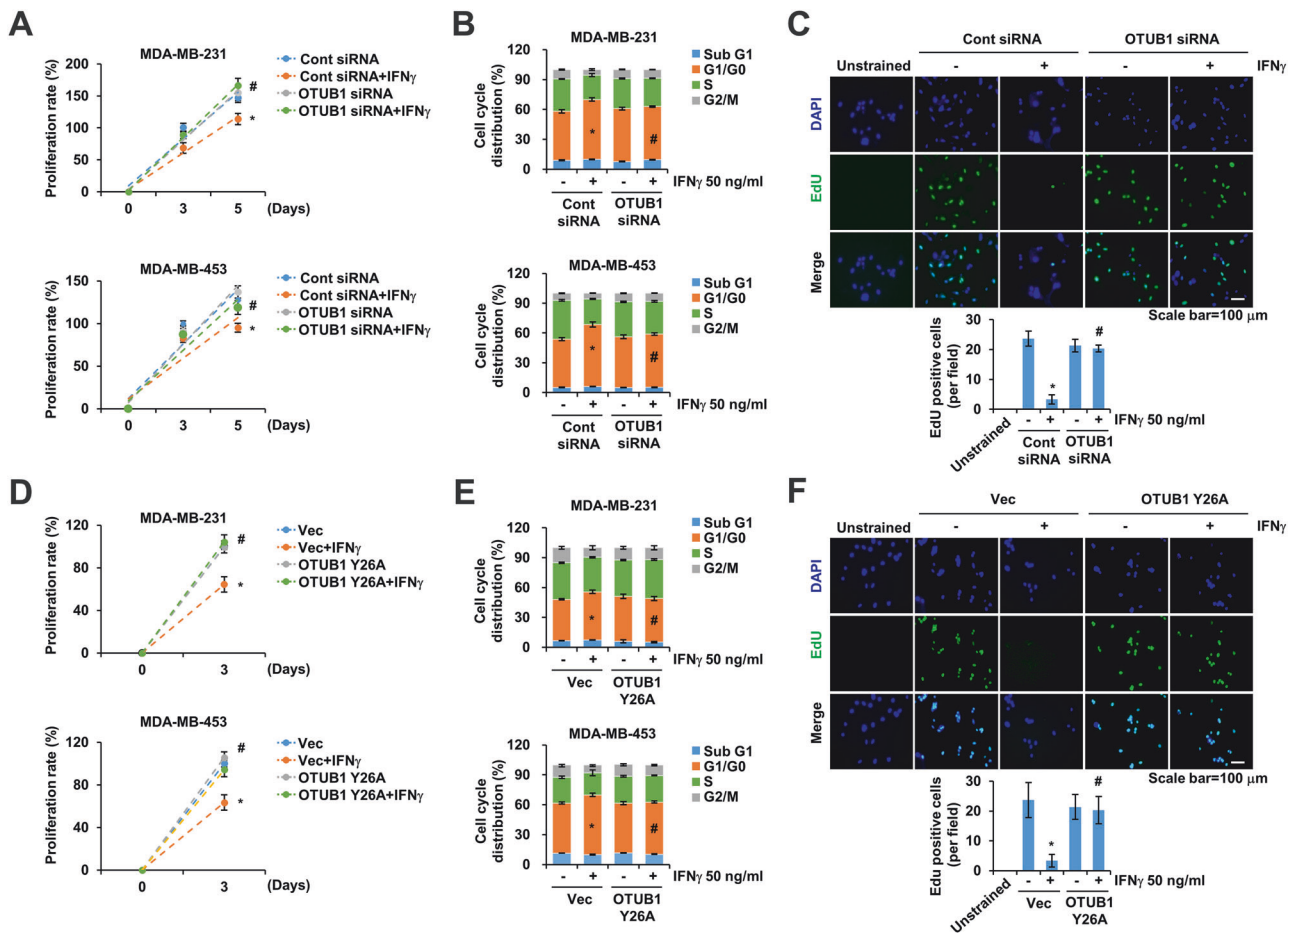 A
MDA-MB-231
Proliferation rate (%)
200
150
100
50
0
0 3 5 (Days)
Cont siRNA
Cont siRNA+IFNγ
OTUB1 siRNA
OTUB1 siRNA+IFNγ
#
*
MDA-MB-453
Proliferation rate (%)
150
100
50
0
0 3 5 (Days)
Cont siRNA
Cont siRNA+IFNγ
OTUB1 siRNA
OTUB1 siRNA+IFNγ
#
*
B
MDA-MB-231
Cell cycle
distribution (%)
120
90
60
30
0
Sub G1
G1/G0
S
G2/M
* #
- + - + IFNγ 50 ng/ml
Cont OTUB1
siRNA siRNA
MDA-MB-453
Cell cycle
distribution (%)
120
90
60
30
0
Sub G1
G1/G0
S
G2/M
* #
- + - + IFNγ 50 ng/ml
Cont OTUB1
siRNA siRNA
C
Cont siRNA OTUB1 siRNA
Unstrained - + - + IFNγ
DAPI
EdU
Merge
Scale bar=100 μm
EdU positive cells
(per field)
30
20
10
0
* #
Unstrained - + - + IFNγ 50 ng/ml
Cont OTUB1
siRNA siRNA
D
MDA-MB-231
Proliferation rate (%)
120
80
40
0
0 3 (Days)
Vec
Vec+IFNγ
OTUB1 Y26A
OTUB1 Y26A+IFNγ
#
*
MDA-MB-453
Proliferation rate (%)
120
80
40
0
0 3 (Days)
Vec
Vec+IFNγ
OTUB1 Y26A
OTUB1 Y26A+IFNγ
#
*
E
MDA-MB-231
Cell cycle
distribution (%)
120
90
60
30
0
Sub G1
G1/G0
S
G2/M
* #
- + - + IFNγ 50 ng/ml
Vec OTUB1
Y26A
MDA-MB-453
Cell cycle
distribution (%)
120
90
60
30
0
Sub G1
G1/G0
S
G2/M
* #
- + - + IFNγ 50 ng/ml
Vec OTUB1
Y26A
F
Vec OTUB1 Y26A
Unstrained - + - + IFNγ
DAPI
EdU
Merge
Scale bar=100 μm
Edu positive cells
(per field)
30
20
10
0
* #
Unstrained - + - + IFNγ 50 ng/ml
Vec OTUB1
Y26A